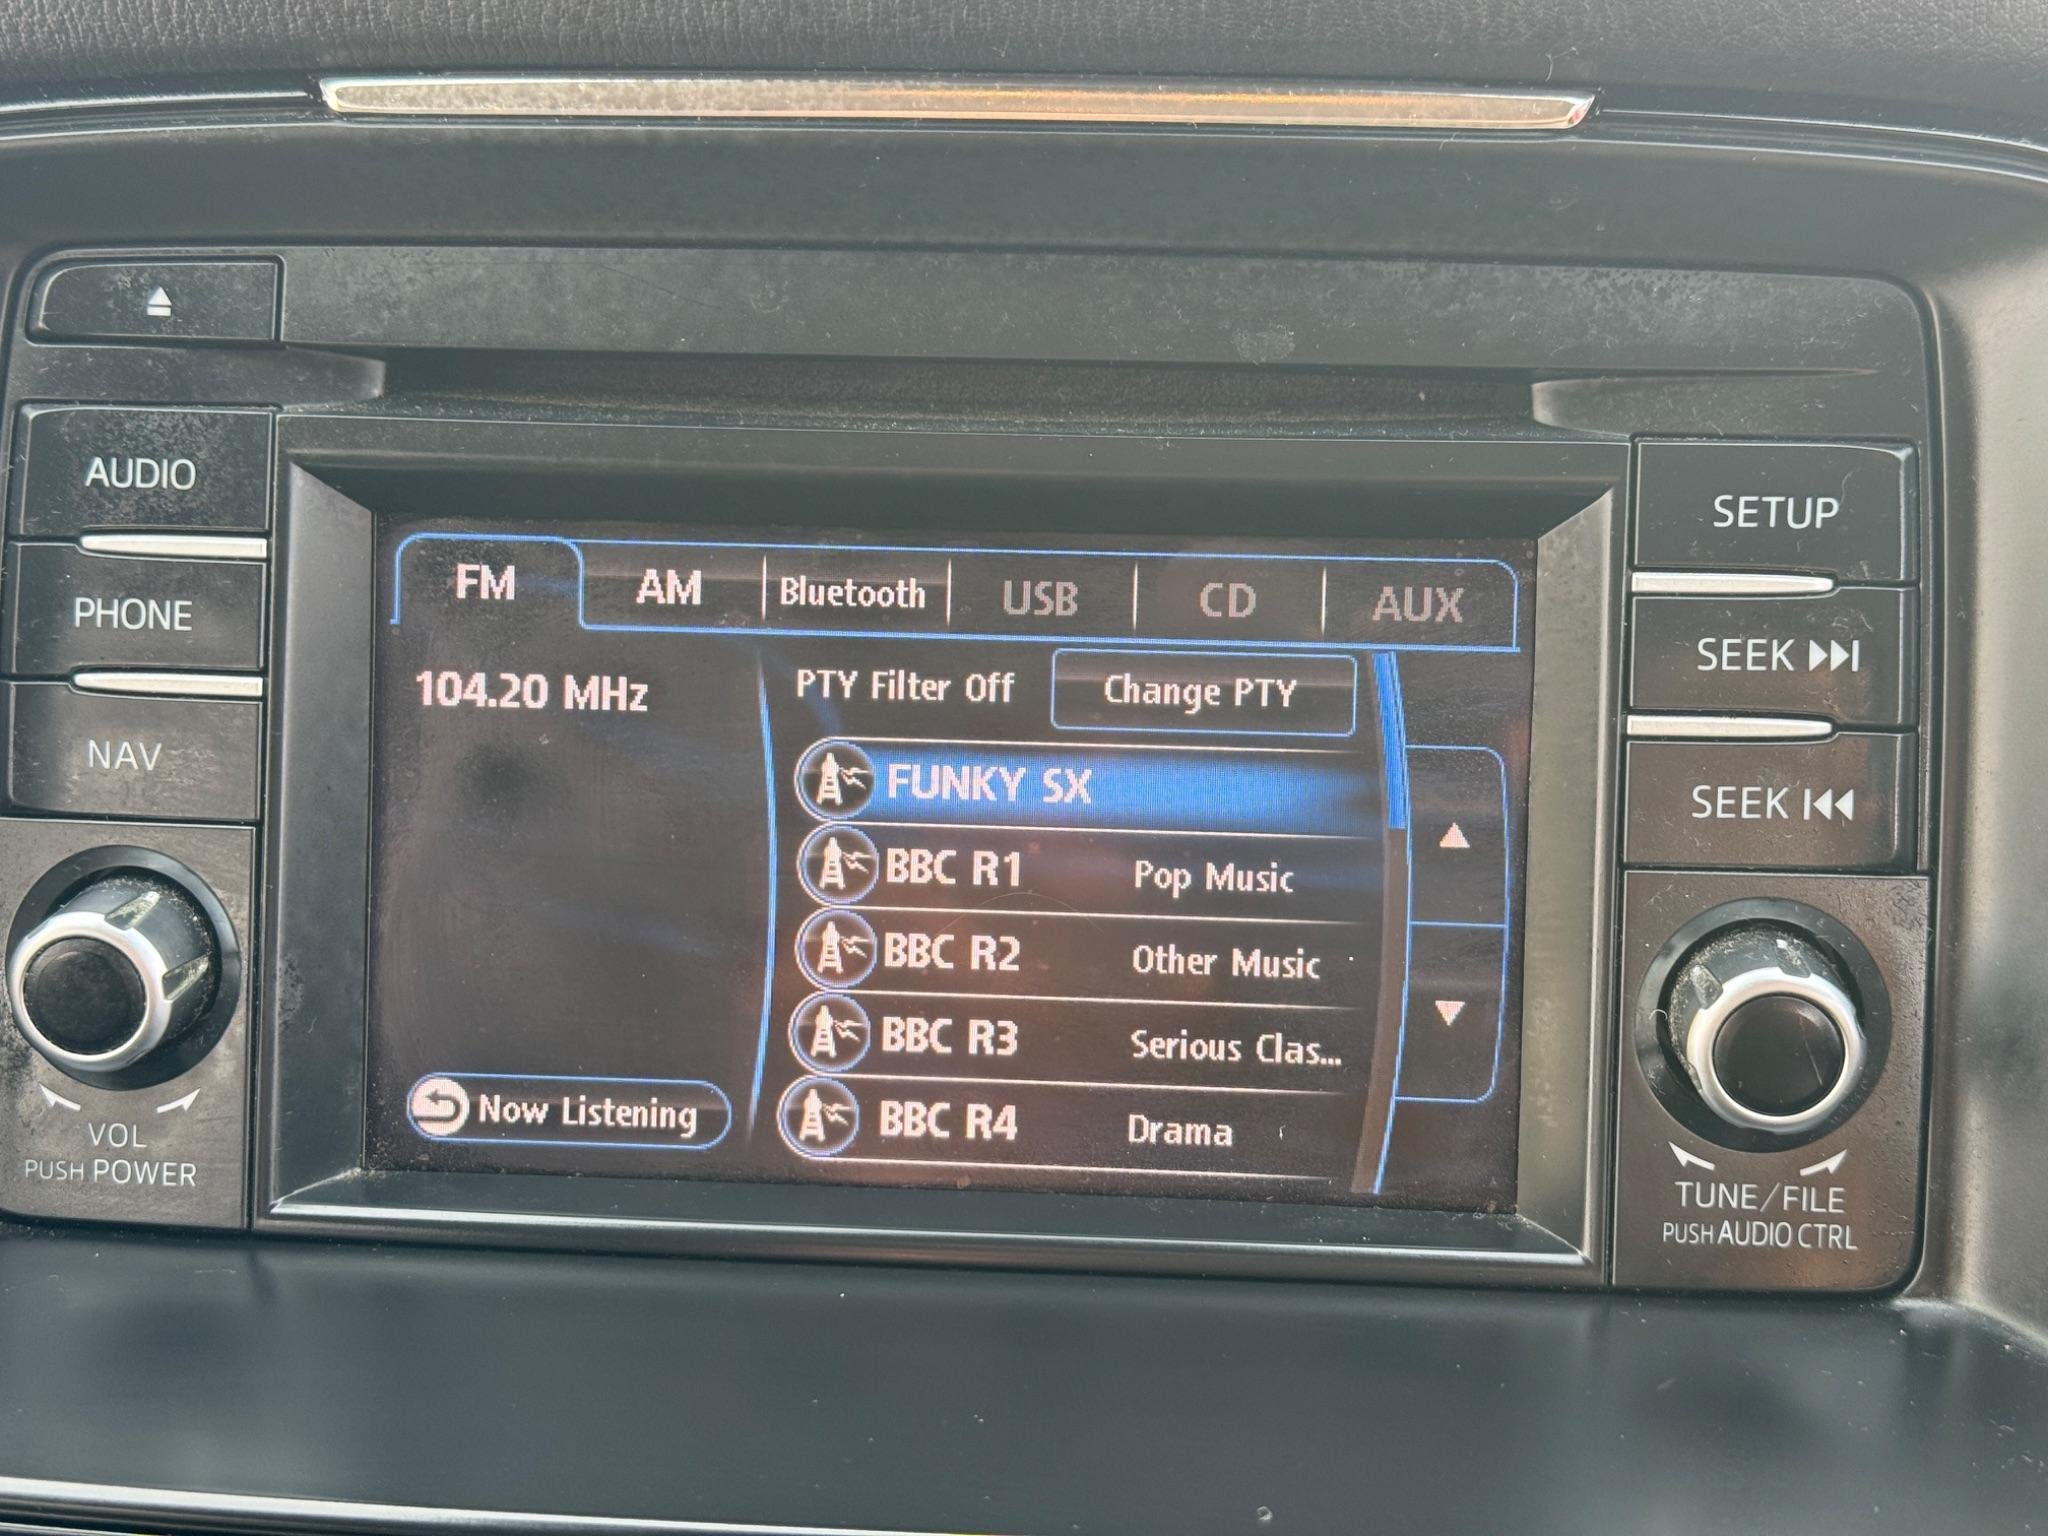 AUDIO
PHONE
NAV
VOL
PUSH POWER
FM AM Bluetooth USB CD AUX
104.20 MHz
PTY Filter Off Change PTY
FUNKY SX
BBC R1 Pop Music
BBC R2 Other Music
BBC R3 Serious Clas...
BBC R4 Drama
Now Listening
SETUP
SEEK
SEEK
TUNE/FILE
PUSH AUDIO CTRL